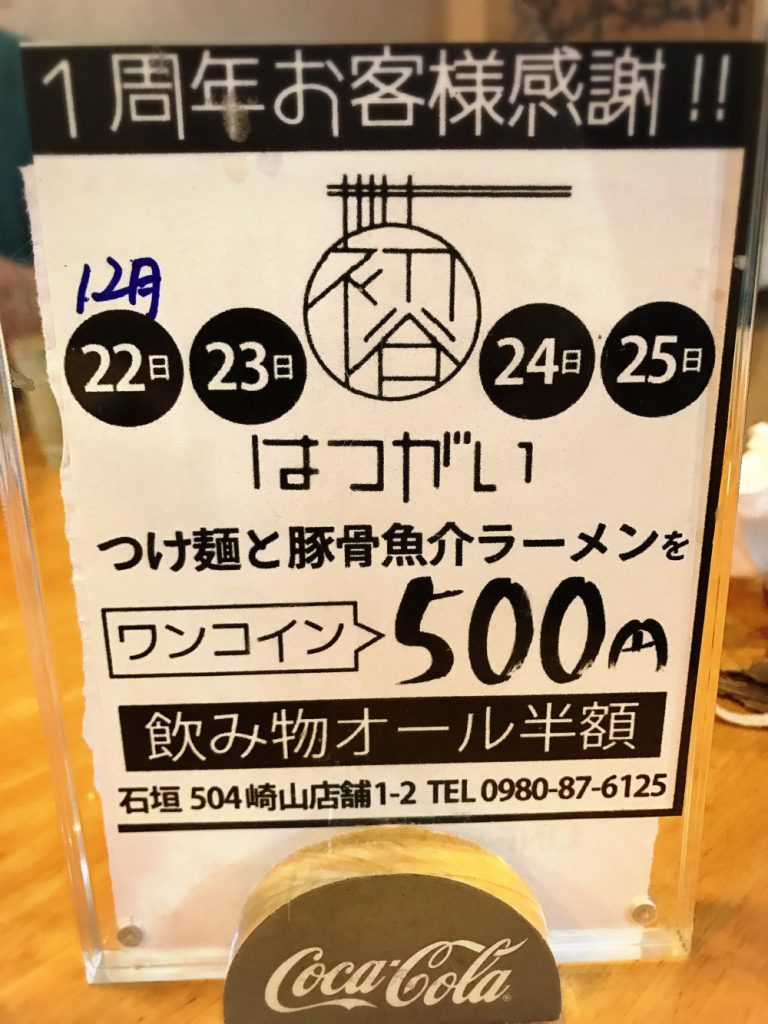 1周年お客様感謝!!
12月
初谷
22日 23日 24日 25日
はつがい
つけ麺と豚骨魚介ラーメンを
ワンコイン 500円
飲み物オール半額
石垣 504 崎山店舗1-2 TEL 0980-87-6125
Coca-Cola